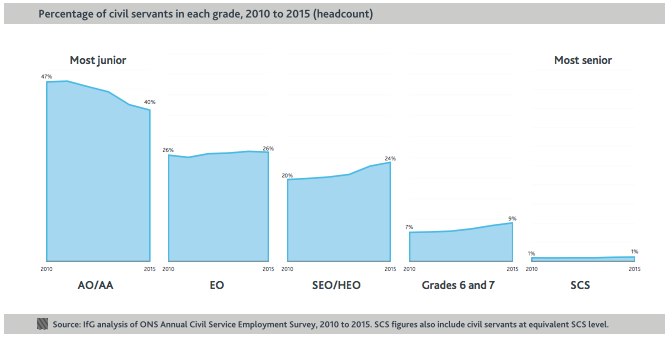 Percentage of civil servants in each grade, 2010 to 2015 (headcount)
Most junior
Most senior
47%
40%
26%
26%
20%
24%
7%
9%
1%
1%
2010 2015 2010 2015 2010 2015 2010 2015 2010 2015
AO/AA EO SEO/HEO Grades 6 and 7 SCS
Source: IfG analysis of ONS Annual Civil Service Employment Survey, 2010 to 2015. SCS figures also include civil servants at equivalent SCS level.